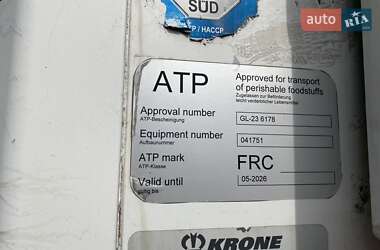 auto RIA
SÜD
P / HACCP
ATP
Approved for transport
of perishable foodstuffs
Zugelassen zur Beförderung
leicht verderblicher Lebensmittel
Approval number
ATP-Bescheinigung
GL-23 6178
Equipment number
Aufbaunummer
041751
ATP mark
ATP-Klasse
FRC
Valid until
gültig bis
05-2026
KRONE